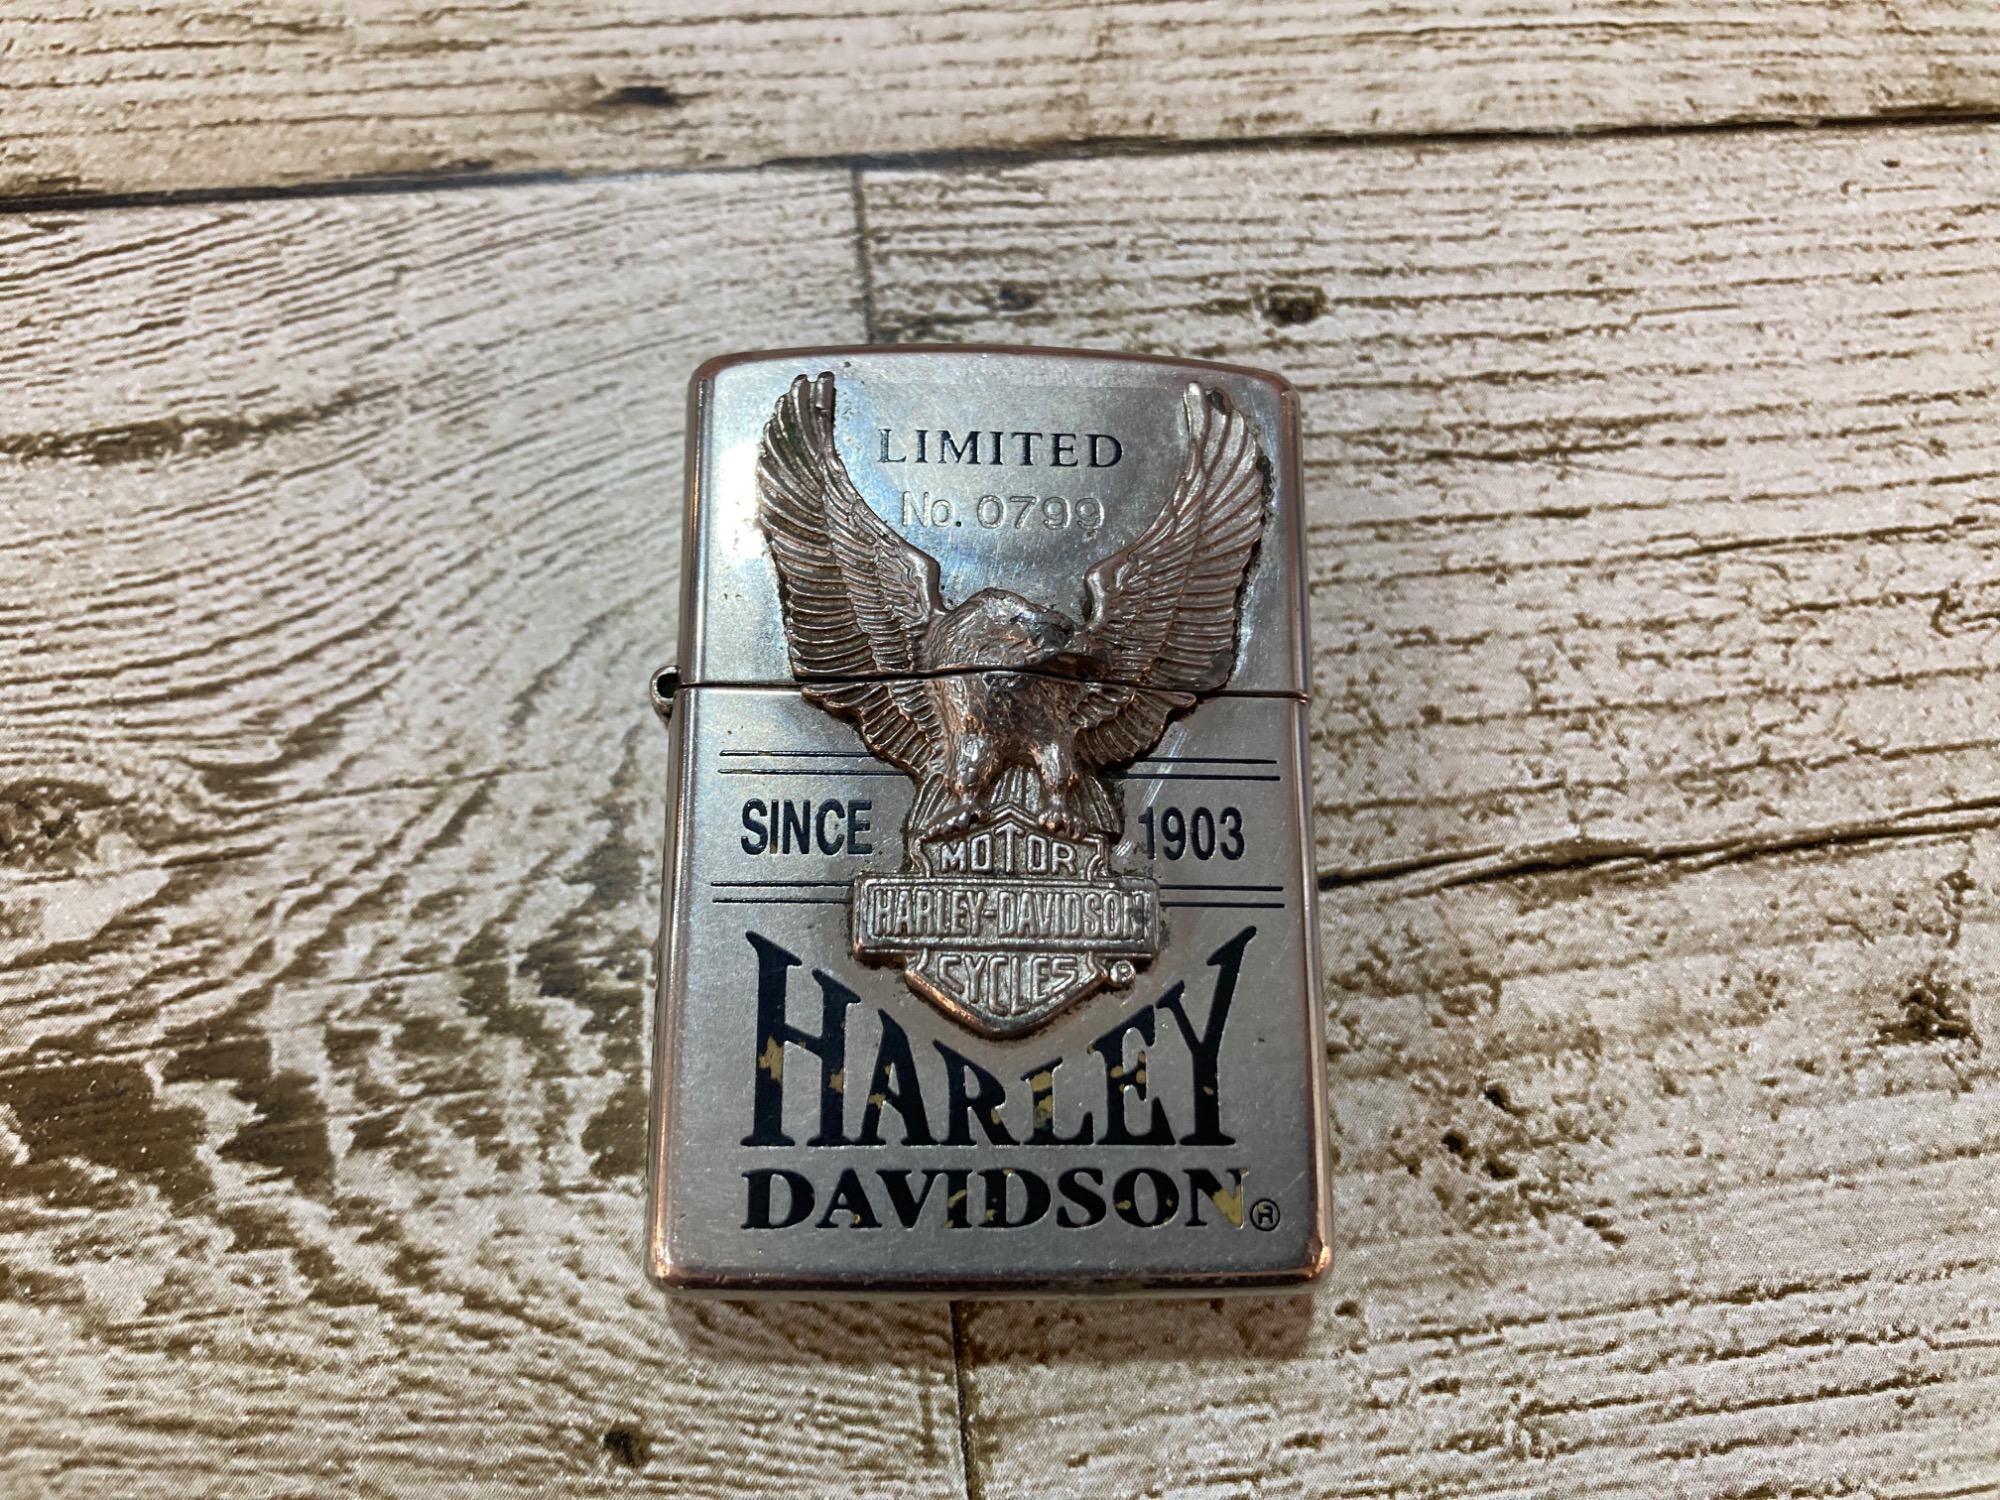 LIMITED
No. 0799
SINCE 1903
MOTOR
HARLEY-DAVIDSON
CYCLES ®
HARLEY
DAVIDSON ®